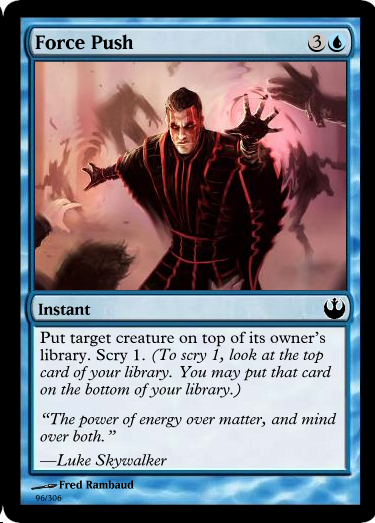 Force Push 3
Instant
Put target creature on top of its owner's
library. Scry 1. (To scry 1, look at the top
card of your library. You may put that card
on the bottom of your library.)
“The power of energy over matter, and mind
over both.”
—Luke Skywalker
Fred Rambaud
96/306